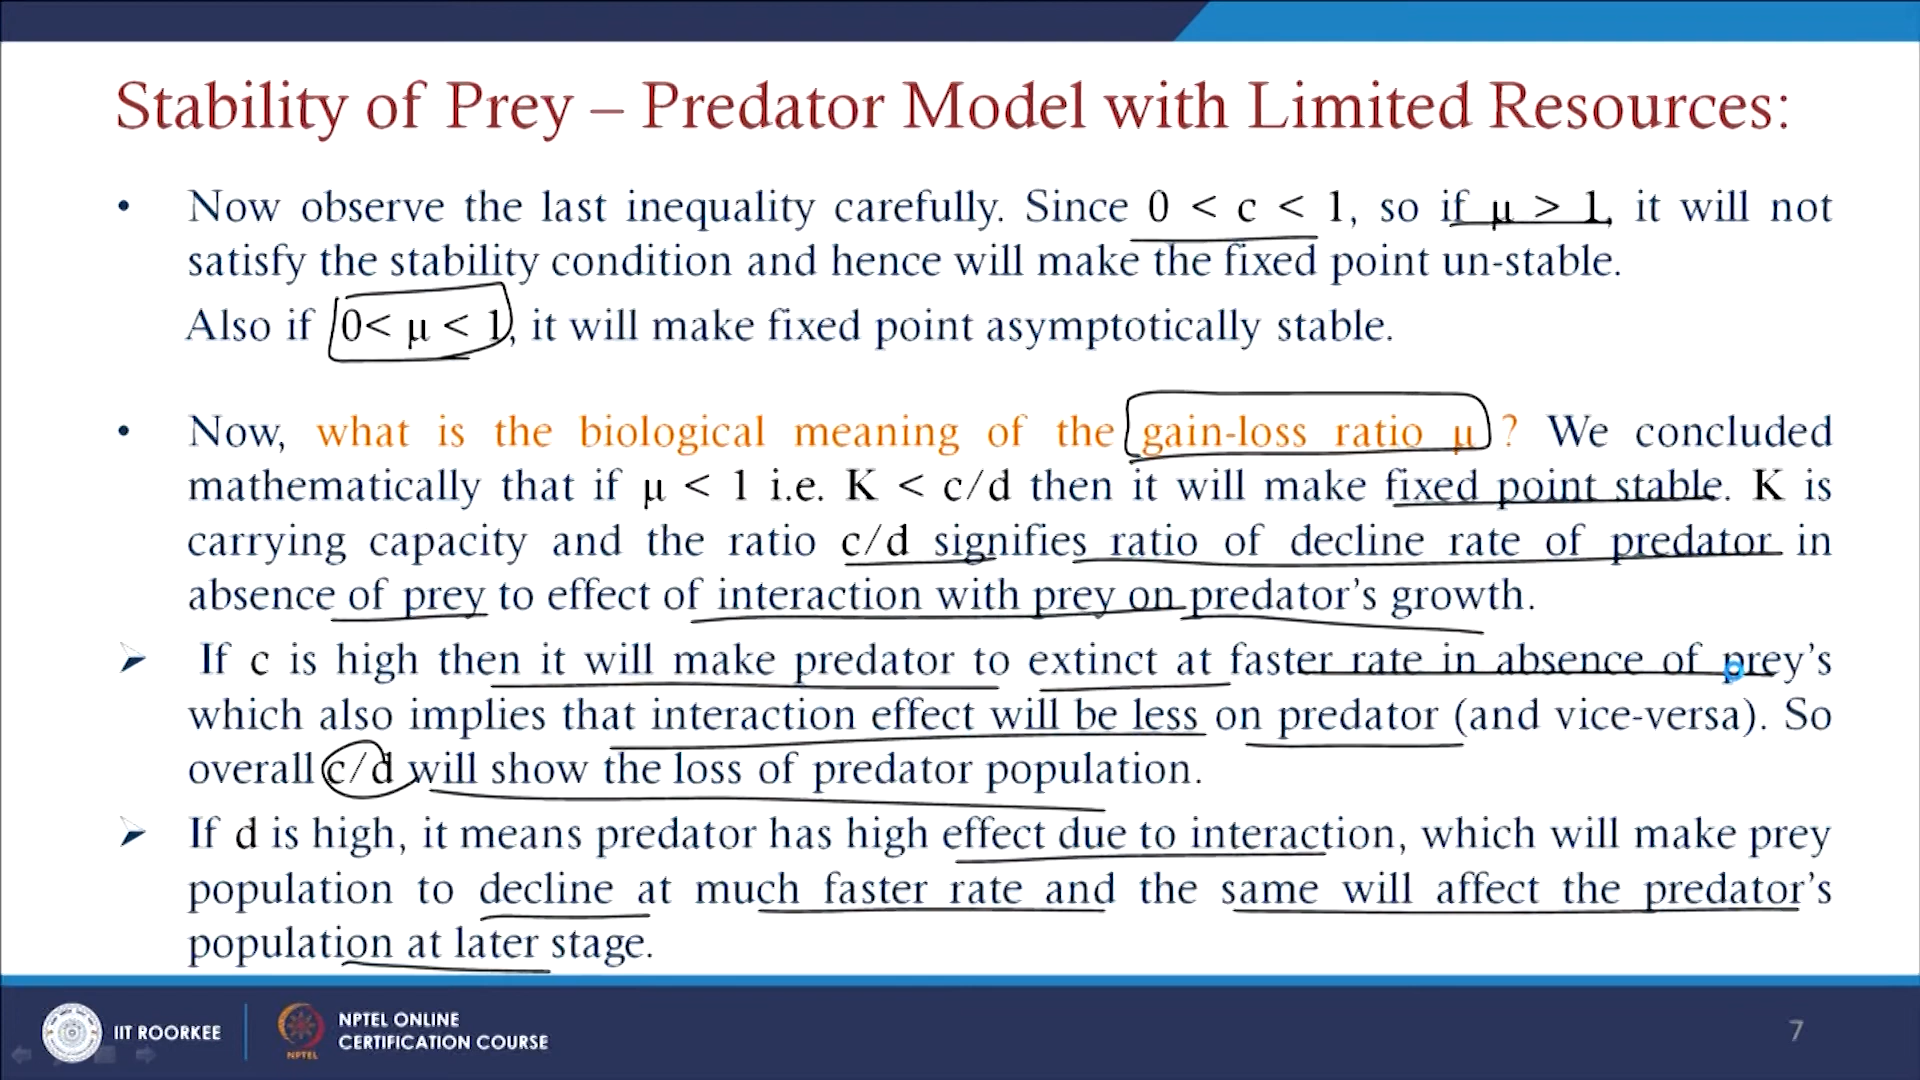 Stability of Prey – Predator Model with Limited Resources:
• Now observe the last inequality carefully. Since 0 < c < 1, so if μ > 1, it will not
satisfy the stability condition and hence will make the fixed point un-stable.
Also if 0< μ < 1, it will make fixed point asymptotically stable.
• Now, what is the biological meaning of the gain-loss ratio μ ? We concluded
mathematically that if μ < 1 i.e. K < c/d then it will make fixed point stable. K is
carrying capacity and the ratio c/d signifies ratio of decline rate of predator in
absence of prey to effect of interaction with prey on predator’s growth.
➢ If c is high then it will make predator to extinct at faster rate in absence of prey’s
which also implies that interaction effect will be less on predator (and vice-versa). So
overall c/d will show the loss of predator population.
➢ If d is high, it means predator has high effect due to interaction, which will make prey
population to decline at much faster rate and the same will affect the predator’s
population at later stage.
IIT ROORKEE
NPTEL
NPTEL ONLINE
CERTIFICATION COURSE
7